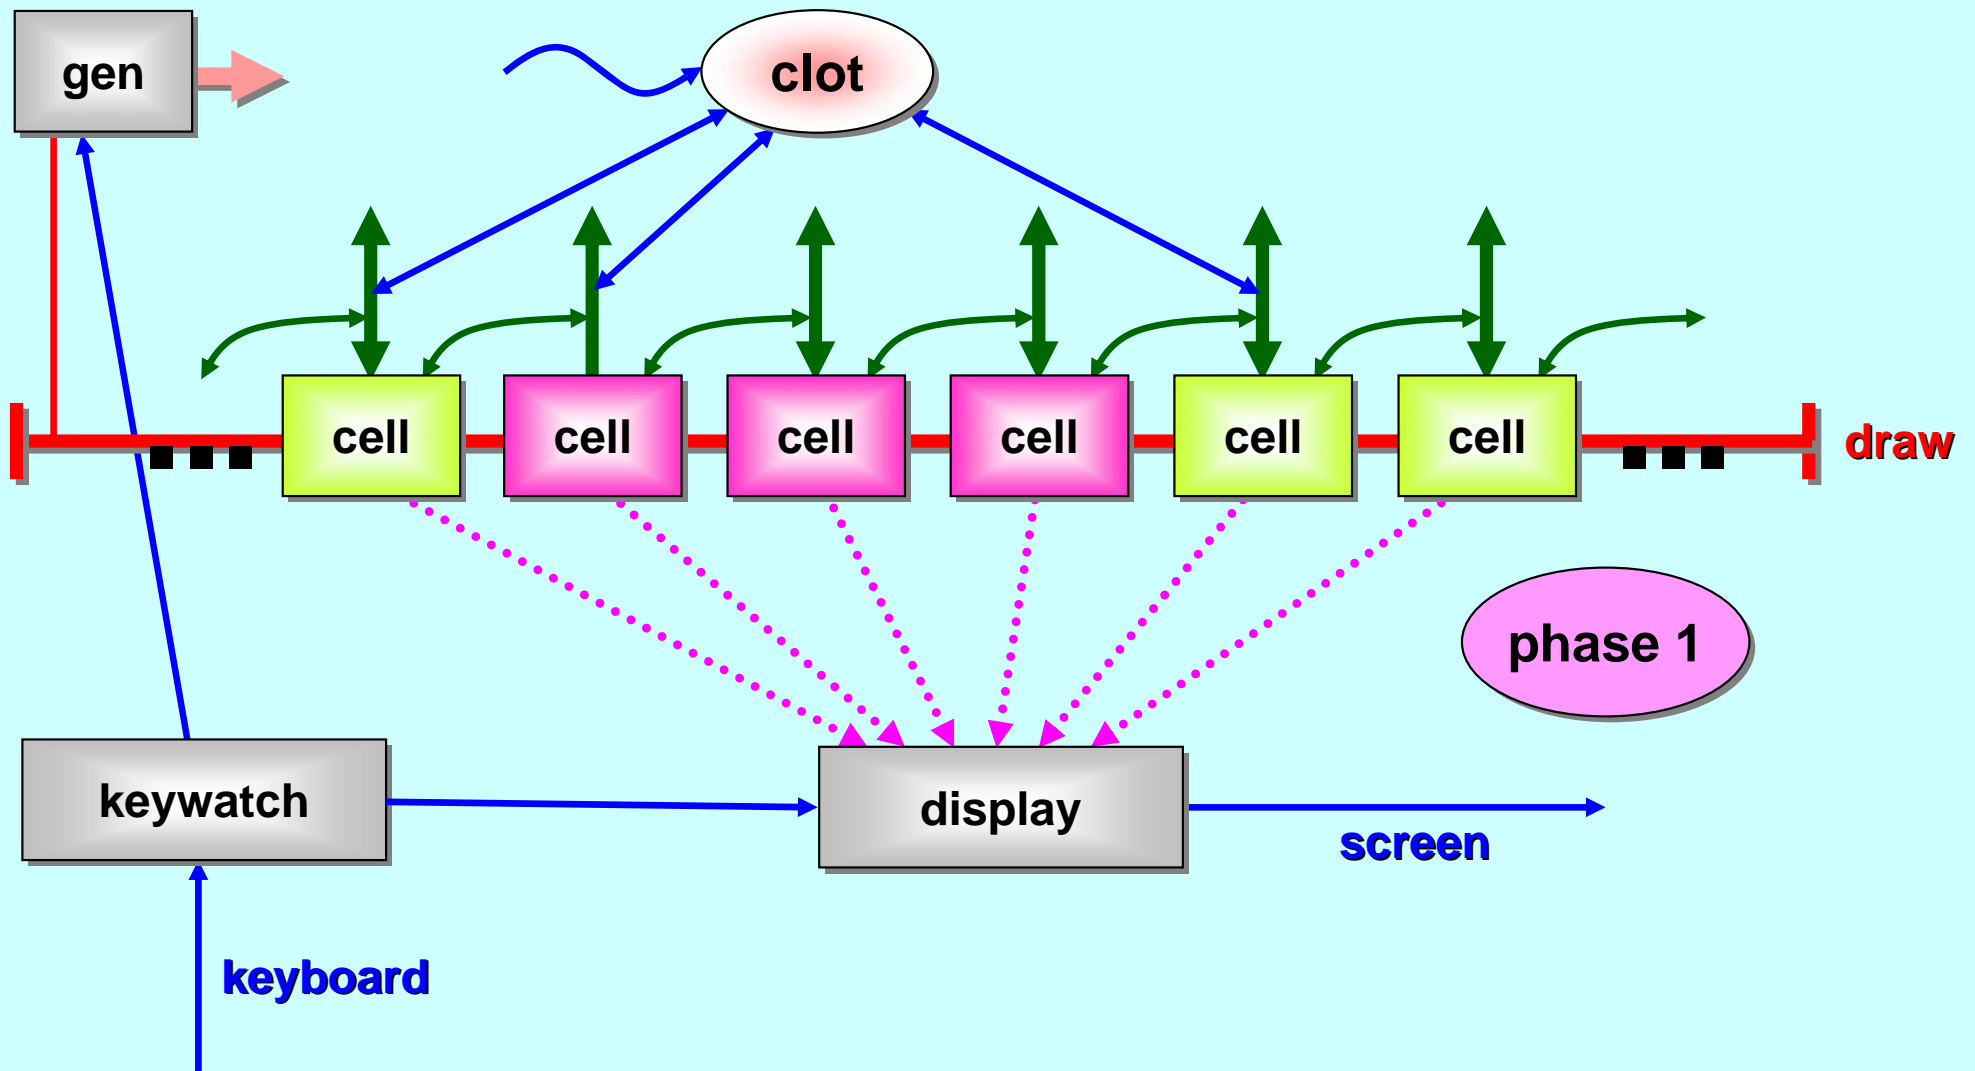 gen
clot
cell
cell
cell
cell
cell
cell
draw
phase 1
keywatch
display
screen
keyboard